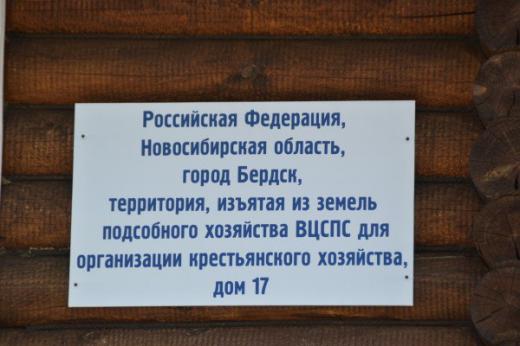 Российская Федерация,
Новосибирская область,
город Бердск,
территория, изъятая из земель
подсобного хозяйства ВЦСПС для
организации крестьянского хозяйства,
дом 17